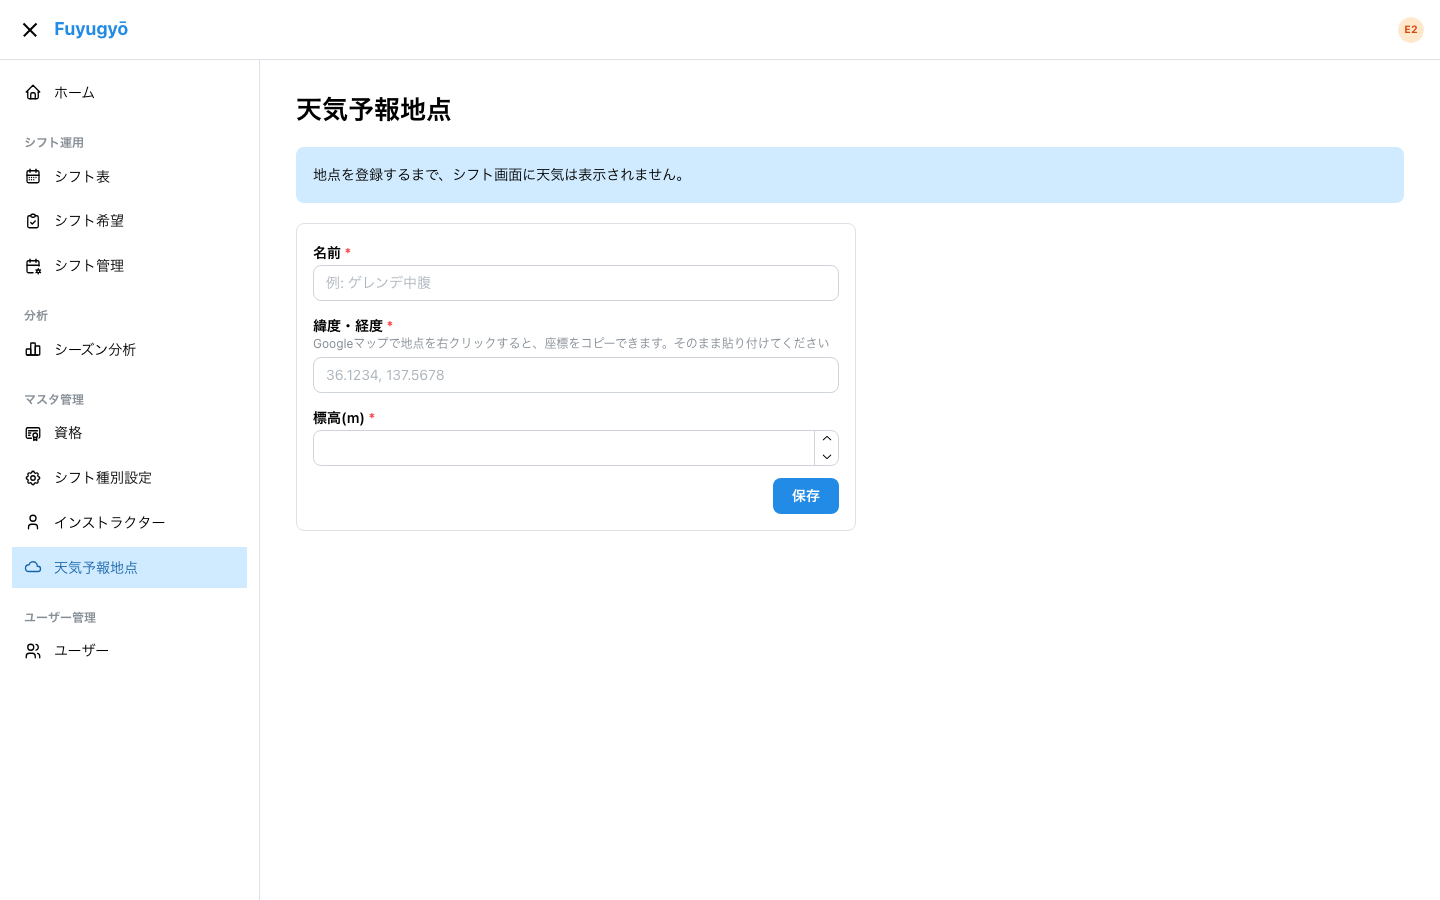 Fuyugyō
E2
ホーム
シフト運用
シフト表
シフト希望
シフト管理
分析
シーズン分析
マスタ管理
資格
シフト種別設定
インストラクター
天気予報地点
ユーザー管理
ユーザー
天気予報地点
地点を登録するまで、シフト画面に天気は表示されません。
名前 *
例: ゲレンデ中腹
緯度・経度 *
Googleマップで地点を右クリックすると、座標をコピーできます。そのまま貼り付けてください
36.1234, 137.5678
標高(m) *
保存